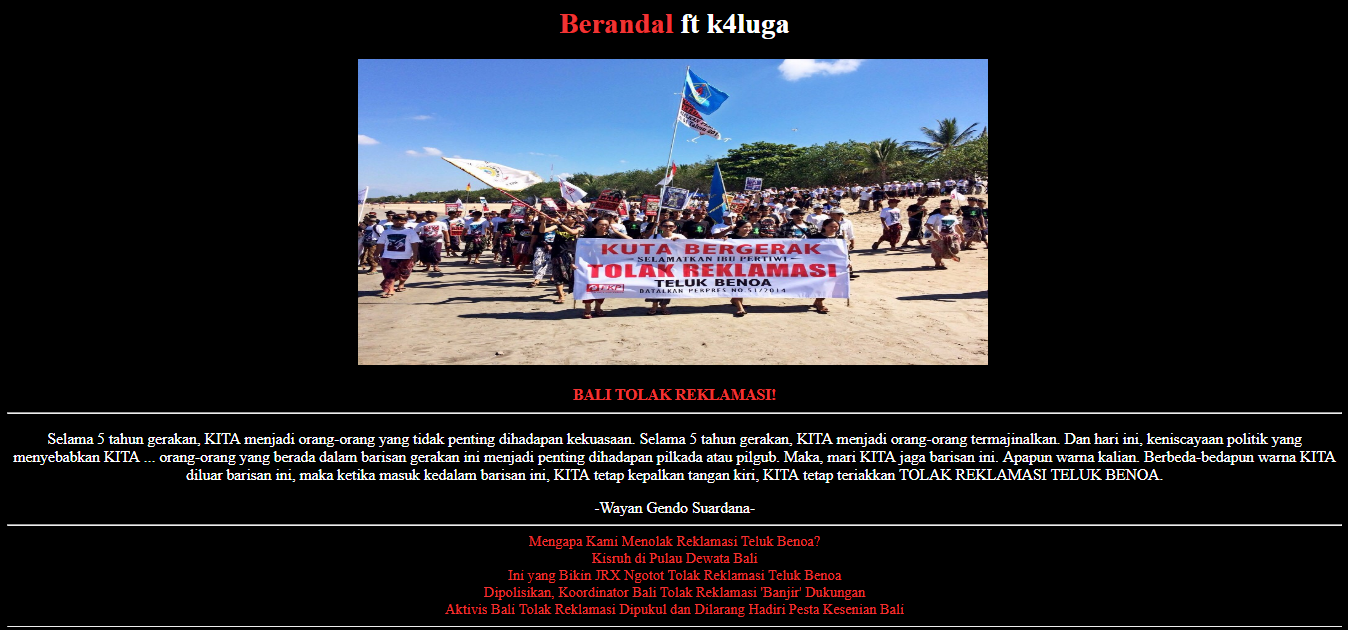 Berandal ft k4luga
KUTA BERGERAK
SELAMATKAN IBU PERTIWI
TOLAK REKLAMASI
TELUK BENOA
BATALKAN PERPRES NO.51/2014
BALI TOLAK REKLAMASI!
Selama 5 tahun gerakan, KITA menjadi orang-orang yang tidak penting dihadapan kekuasaan. Selama 5 tahun gerakan, KITA menjadi orang-orang termajinalkan. Dan hari ini, keniscayaan politik yang
menyebabkan KITA ... orang-orang yang berada dalam barisan gerakan ini menjadi penting dihadapan pilkada atau pilgub. Maka, mari KITA jaga barisan ini. Apapun warna kalian. Berbeda-bedapun warna KITA
diluar barisan ini, maka ketika masuk kedalam barisan ini, KITA tetap kepalkan tangan kiri, KITA tetap teriakkan TOLAK REKLAMASI TELUK BENOA.
-Wayan Gendo Suardana-
Mengapa Kami Menolak Reklamasi Teluk Benoa?
Kisruh di Pulau Dewata Bali
Ini yang Bikin JRX Ngotot Tolak Reklamasi Teluk Benoa
Dipolisikan, Koordinator Bali Tolak Reklamasi 'Banjir' Dukungan
Aktivis Bali Tolak Reklamasi Dipukul dan Dilarang Hadiri Pesta Kesenian Bali